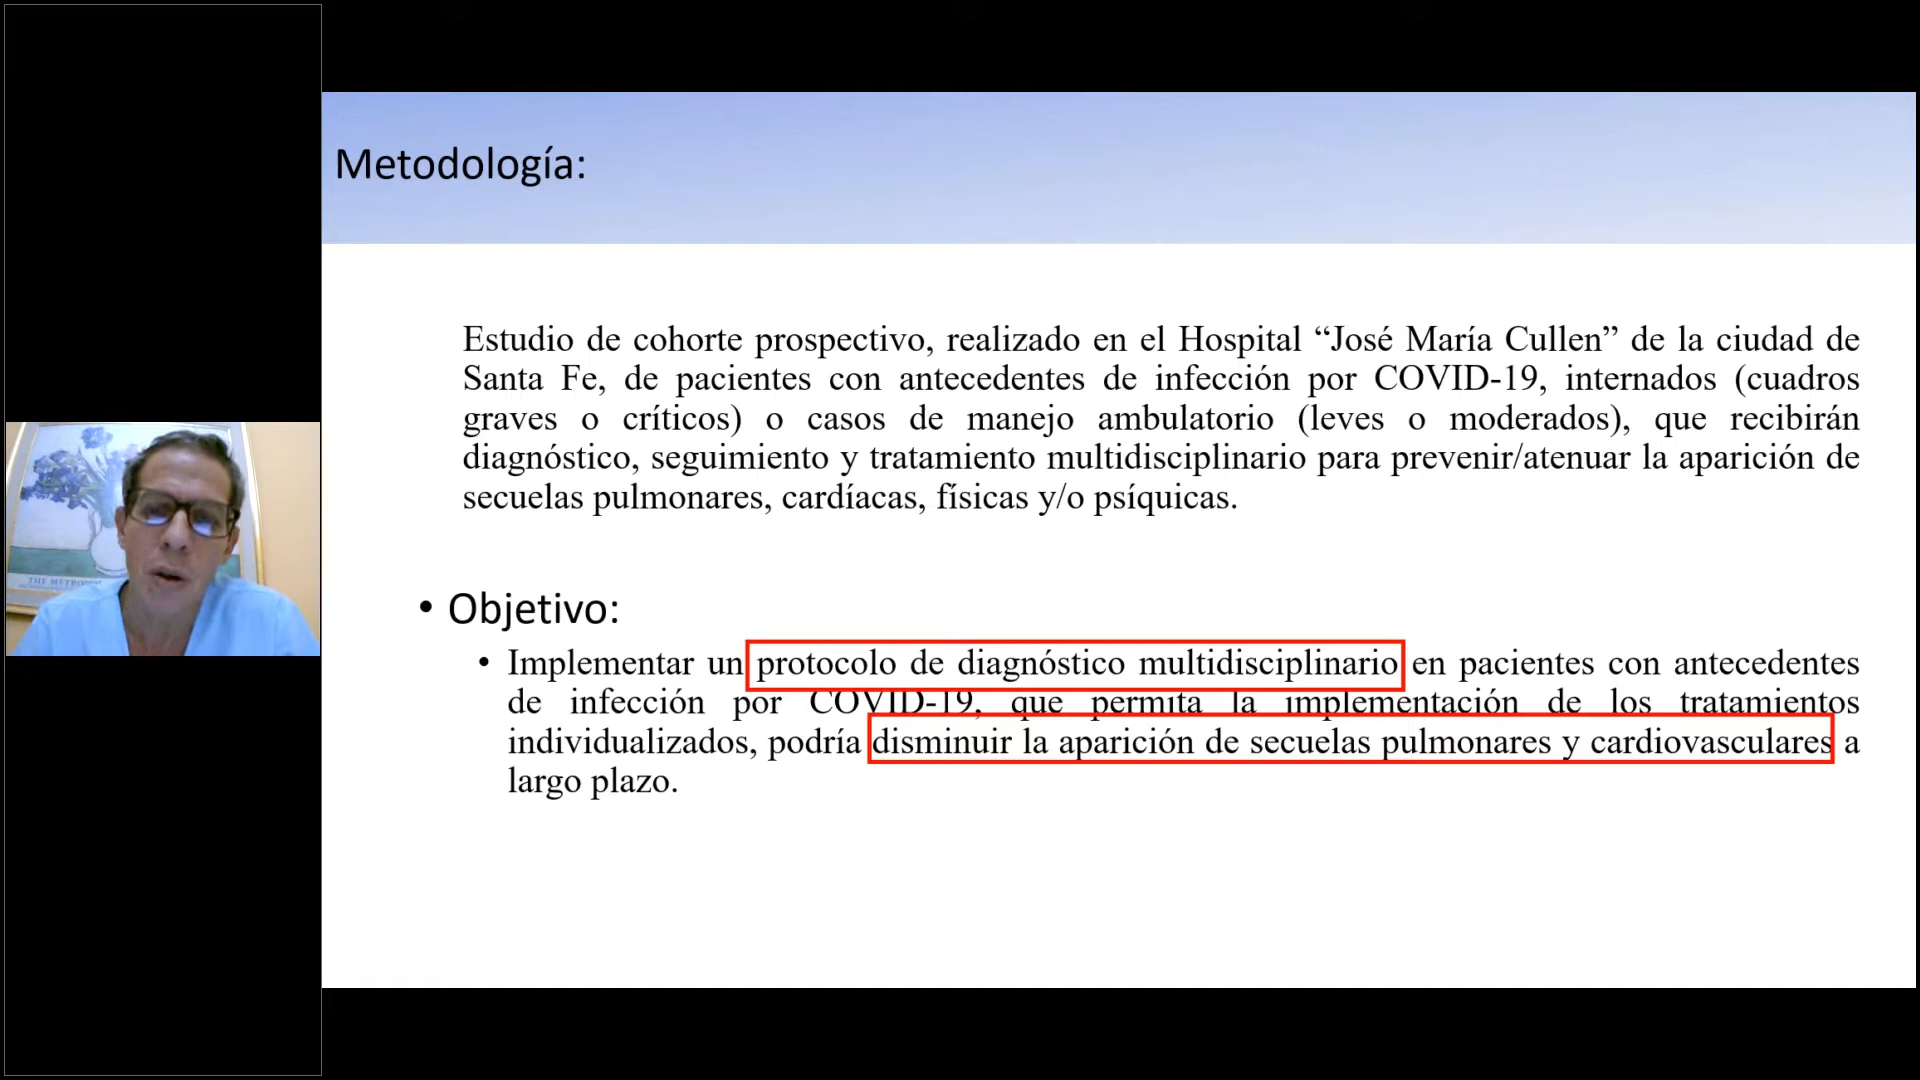 Metodología:
Estudio de cohorte prospectivo, realizado en el Hospital “José María Cullen” de la ciudad de
Santa Fe, de pacientes con antecedentes de infección por COVID-19, internados (cuadros
graves o críticos) o casos de manejo ambulatorio (leves o moderados), que recibirán
diagnóstico, seguimiento y tratamiento multidisciplinario para prevenir/atenuar la aparición de
secuelas pulmonares, cardíacas, físicas y/o psíquicas.
• Objetivo:
• Implementar un protocolo de diagnóstico multidisciplinario en pacientes con antecedentes
de infección por COVID-19, que permita la implementación de los tratamientos
individualizados, podría disminuir la aparición de secuelas pulmonares y cardiovasculares a
largo plazo.
THE